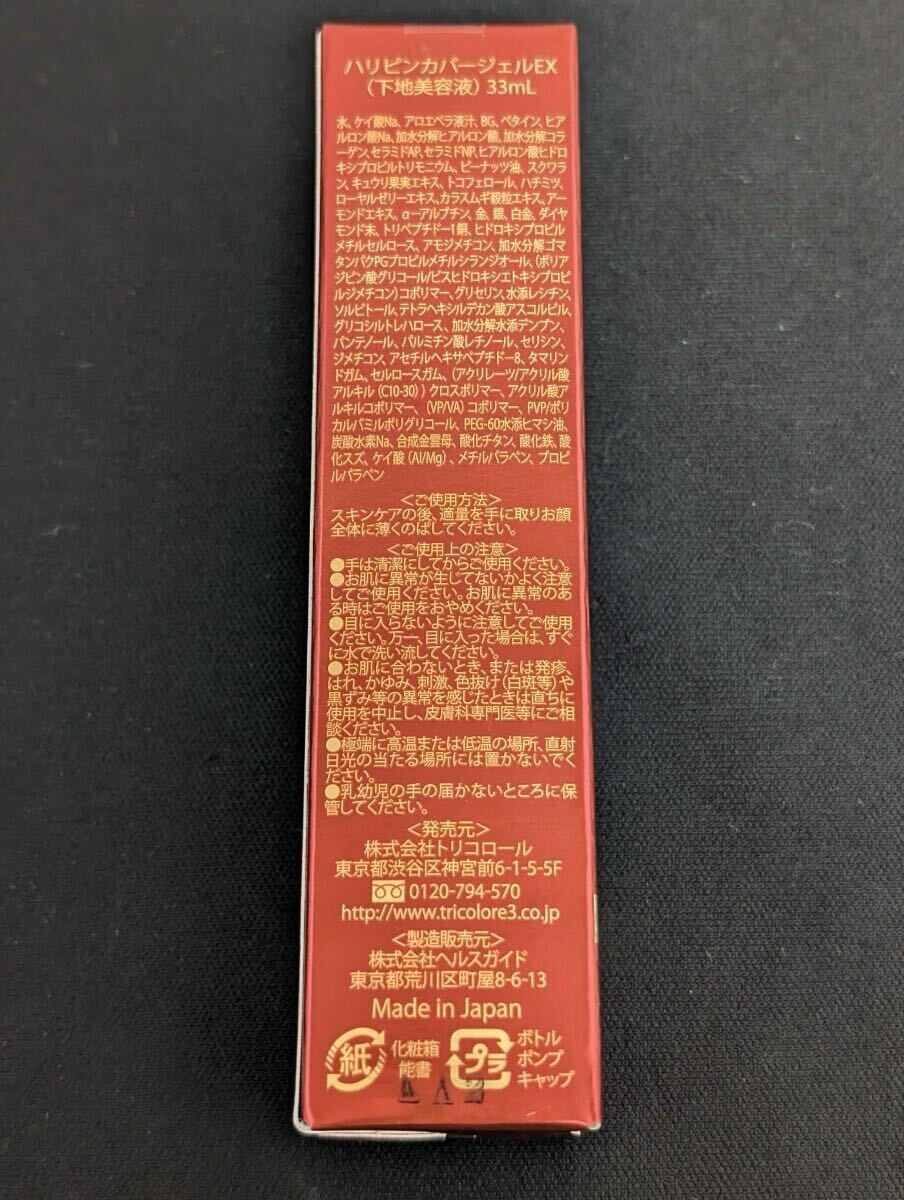 ハリピンカバージェルEX
（下地美容液）33mL
水、ケイ酸Na、アロエベラ液汁、BG、ベタイン、ヒア
ルロン酸Na、加水分解ヒアルロン酸、加水分解コラ
ーゲン、セラミドAP、セラミドNP、ヒアルロン酸ヒドロ
キシプロピルトリモニウム、ピーナッツ油、スクワラ
ン、キュウリ果実エキス、トコフェロール、ハチミツ、
ローヤルゼリーエキス、カラスムギ穀粒エキス、アー
モンドエキス、α－アルブチン、金、銀、白金、ダイヤ
モンド末、トリペプチドー1銅、ヒドロキシプロピル
メチルセルロース、アモジメチコン、加水分解ゴマ
タンパクPGプロピルメチルシランジオール、（ポリア
ジピン酸グリコール/ビスヒドロキシエトキシプロピ
ルジメチコン）コポリマー、グリセリン、水添レシチン、
ソルビトール、テトラヘキシルデカン酸アスコルビル、
グリコシルトレハロース、加水分解水添デンプン、
パンテノール、パルミチン酸レチノール、セリシン、
ジメチコン、アセチルヘキサペプチド－8、タマリン
ドガム、セルロースガム、（アクリレーツ/アクリル酸
アルキル（C10-30））クロスポリマー、アクリル酸ア
ルキルコポリマー、（VP/VA）コポリマー、PVP/ポリ
カルバミルポリグリコール、PEG-60水添ヒマシ油、
炭酸水素Na、合成金雲母、酸化チタン、酸化鉄、酸
化スズ、ケイ酸（Al/Mg）、メチルパラベン、プロピ
ルパラベン
＜ご使用方法＞
スキンケアの後、適量を手に取りお顔
全体に薄くのばしてください。
＜ご使用上の注意＞
●手は清潔にしてからご使用ください。
●お肌に異常が生じてないかよく注意
してご使用ください。お肌に異常のあ
る時はご使用をおやめください。
●目に入らないように注意してご使用
ください。万一、目に入った場合は、すぐ
に水で洗い流してください。
●お肌に合わないとき、または発疹、
はれ、かゆみ、刺激、色抜け（白斑等）や
黒ずみ等の異常を感じたときは直ちに
使用を中止し、皮膚科専門医等にご相
談ください。
●極端に高温または低温の場所、直射
日光の当たる場所には置かないでく
ださい。
●乳幼児の手の届かないところに保
管してください。
＜発売元＞
株式会社トリコロール
東京都渋谷区神宮前6-1-5-5F
0120-794-570
http://www.tricolore3.co.jp
＜製造販売元＞
株式会社ヘルスガイド
東京都荒川区町屋8-6-13
Made in Japan
紙
化粧箱
能書
プラ
ボトル
ポンプ
キャップ